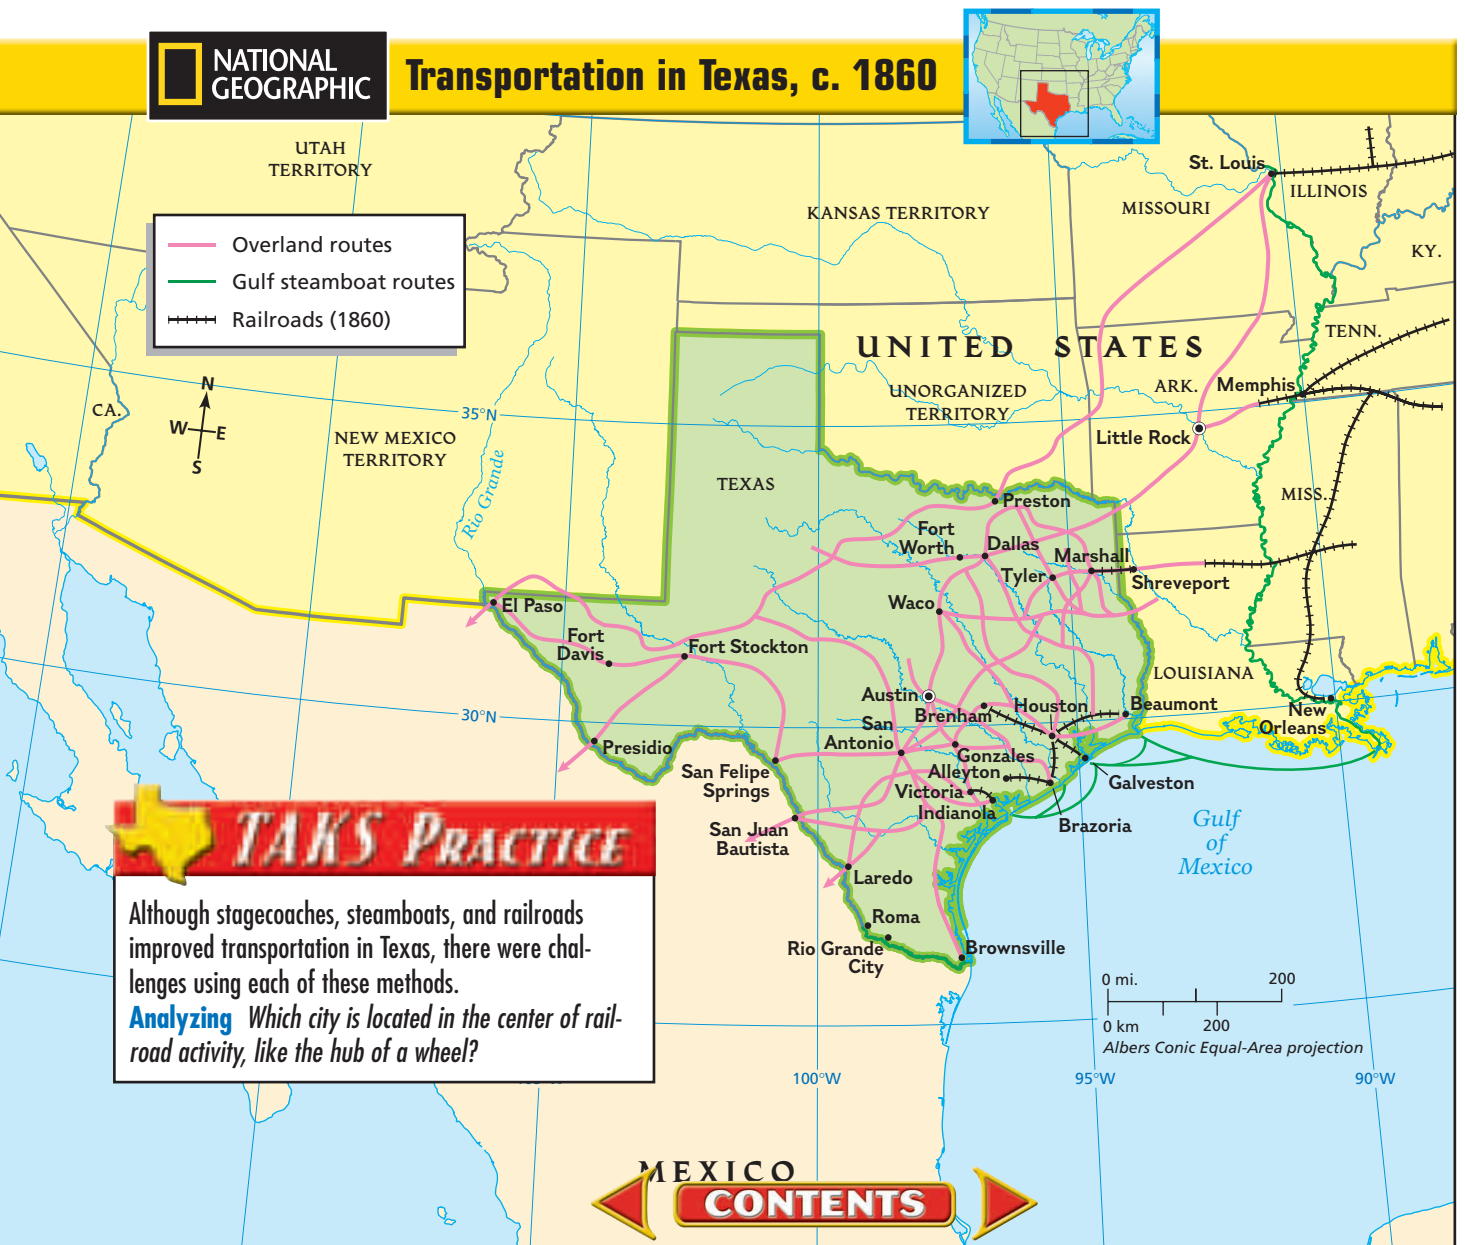 NATIONAL
GEOGRAPHIC
Transportation in Texas, c. 1860
UTAH
TERRITORY
Overland routes
Gulf steamboat routes
Railroads (1860)
KANSAS TERRITORY
MISSOURI
St. Louis
ILLINOIS
KY.
TENN.
UNITED STATES
UNORGANIZED
TERRITORY
ARK.
Memphis
Little Rock
MISS.
CA.
N
W
E
S
NEW MEXICO
TERRITORY
35°N
Rio Grande
TEXAS
Preston
Fort
Worth
Dallas
Marshall
Tyler
Shreveport
Waco
El Paso
Fort
Davis
Fort Stockton
LOUISIANA
Austin
Brenham
Houston
Beaumont
New
Orleans
30°N
San
Antonio
Presidio
Gonzales
San Felipe
Springs
Alleyton
Victoria
Galveston
Indianola
Brazoria
San Juan
Bautista
Gulf
of
Mexico
Laredo
Roma
Rio Grande
City
Brownsville
TAKS PRACTICE
Although stagecoaches, steamboats, and railroads
improved transportation in Texas, there were chal-
lenges using each of these methods.
Analyzing Which city is located in the center of rail-
road activity, like the hub of a wheel?
0 mi.
200
0 km
200
Albers Conic Equal-Area projection
100°W
95°W
90°W
MEXICO
CONTENTS